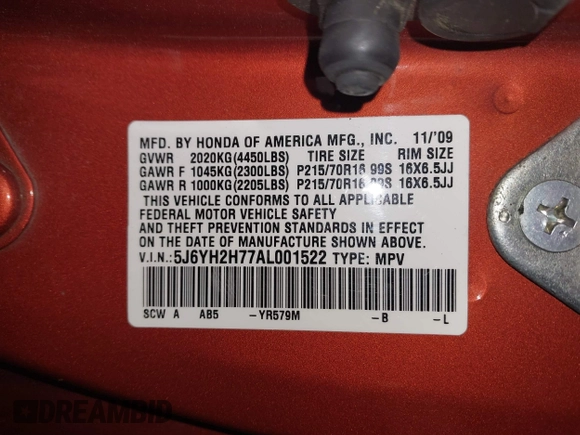 MFD. BY HONDA OF AMERICA MFG., INC. 11/'09
GVWR 2020KG(4450LBS) TIRE SIZE RIM SIZE
GAWR F 1045KG(2300LBS) P215/70R16 99S 16X6.5JJ
GAWR R 1000KG(2205LBS) P215/70R16 99S 16X6.5JJ
THIS VEHICLE CONFORMS TO ALL APPLICABLE
FEDERAL MOTOR VEHICLE SAFETY
AND THEFT PREVENTION STANDARDS IN EFFECT
ON THE DATE OF MANUFACTURE SHOWN ABOVE.
V.I.N.:5J6YH2H77AL001522 TYPE: MPV
SCW A AB5 -YR579M -B -L
DREAMBID